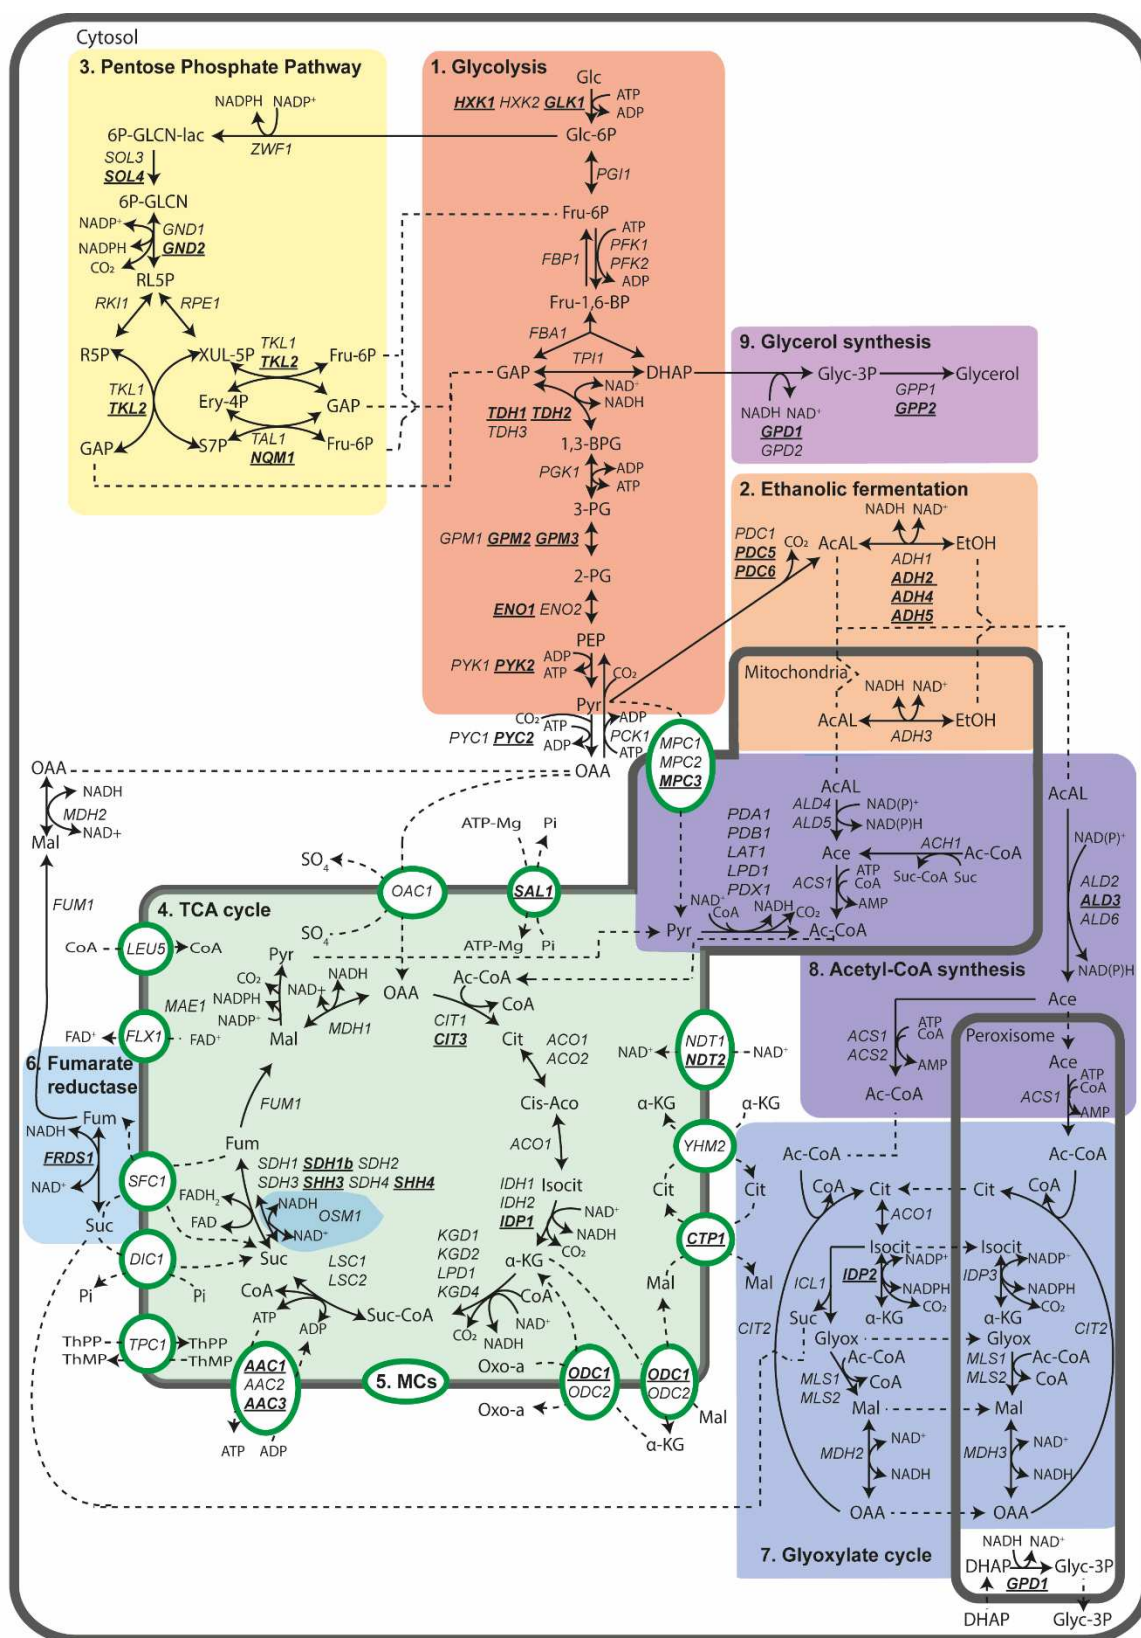 Cytosol
3. Pentose Phosphate Pathway
NADPH NADP⁺
6P-GLCN-lac
ZWF1
SOL3
SOL4
6P-GLCN
NADP⁺
GND1
NADPH
GND2
CO₂
RL5P
RKI1
RPE1
R5P
XUL-5P
TKL1
TKL2
Fru-6P
TKL1
TKL2
Ery-4P
GAP
GAP
S7P
TAL1
NQM1
Fru-6P
1. Glycolysis
Glc
HXK1 HXK2 GLK1
ATP
ADP
Glc-6P
PGI1
Fru-6P
ATP
FBP1
PFK1
PFK2
ADP
Fru-1,6-BP
FBA1
TPI1
GAP
DHAP
NAD⁺
NADH
TDH1 TDH2
TDH3
1,3-BPG
PGK1
ADP
ATP
3-PG
GPM1 GPM2 GPM3
2-PG
ENO1 ENO2
PEP
PYK1 PYK2
ADP
ATP
CO₂
Pyr
CO₂
ADP
PYC1 PYC2
ATP
ADP
PCK1
ATP
OAA
9. Glycerol synthesis
Glyc-3P
GPP1
GPP2
Glycerol
NADH NAD⁺
GPD1
GPD2
2. Ethanolic fermentation
NADH NAD⁺
PDC1
PDC5
PDC6
CO₂
AcAL
EtOH
ADH1
ADH2
ADH4
ADH5
Mitochondria
NADH NAD⁺
AcAL
EtOH
ADH3
MPC1
MPC2
MPC3
OAA
NADH
MDH2
NAD+
Mal
FUM1
AcAL
ALD4
ALD5
NAD(P)⁺
NAD(P)H
PDA1
PDB1
LAT1
LPD1
PDX1
Ace
ACH1
Ac-CoA
Suc-CoA Suc
ACS1
ATP
CoA
AMP
NAD⁺
CoA
NADH
CO₂
Pyr
Ac-CoA
AcAL
NAD(P)⁺
ALD2
ALD3
ALD6
NAD(P)H
8. Acetyl-CoA synthesis
Ace
ACS1
ACS2
ATP
CoA
AMP
Ac-CoA
Peroxisome
Ace
ACS1
ATP
CoA
AMP
Ac-CoA
ATP-Mg
Pi
SO₄
OAC1
SAL1
4. TCA cycle
SO₄
ATP-Mg
Pi
CoA
LEU5
CoA
Pyr
CO₂
NADPH
NADP⁺
MAE1
NAD+
NADH
OAA
MDH1
Mal
Ac-CoA
CoA
CIT1
CIT3
Cit
ACO1
ACO2
FAD⁺
FLX1
FAD⁺
NAD⁺
NDT1
NDT2
NAD⁺
6. Fumarate
reductase
Fum
NADH
FRDS1
NAD⁺
Suc
FUM1
Cis-Aco
ACO1
α-KG
α-KG
YHM2
Fum
SDH1 SDH1b SDH2
SDH3 SHH3 SDH4 SHH4
SFC1
FADH₂
FAD
NADH
OSM1
NAD⁺
Suc
Isocit
IDH1
IDH2
IDP1
NAD⁺
NADH
CO₂
Cit
Cit
CTP1
DIC1
Pi
Pi
LSC1
LSC2
KGD1
KGD2
LPD1
KGD4
α-KG
Mal
Mal
CoA
ATP
ADP
Suc-CoA
CoA
NAD⁺
CO₂
NADH
TPC1
ThPP
ThMP
ThPP
ThMP
AAC1
AAC2
AAC3
5. MCs
Oxo-a
ODC1
ODC2
ODC1
ODC2
Oxo-a
Mal
α-KG
ATP
ADP
Ac-CoA
CoA
Cit
ACO1
Cit
CoA
Isocit
Isocit
ICL1
IDP2
NADP⁺
NADPH
CO₂
IDP3
NADP⁺
NADPH
CO₂
Suc
α-KG
α-KG
CIT2
CIT2
Glyox
Glyox
Ac-CoA
MLS1
MLS2
CoA
MLS1
MLS2
Ac-CoA
CoA
Mal
Mal
MDH2
NAD⁺
NADH
MDH3
NAD⁺
NADH
OAA
OAA
7. Glyoxylate cycle
NADH NAD⁺
DHAP
Glyc-3P
GPD1
DHAP
Glyc-3P